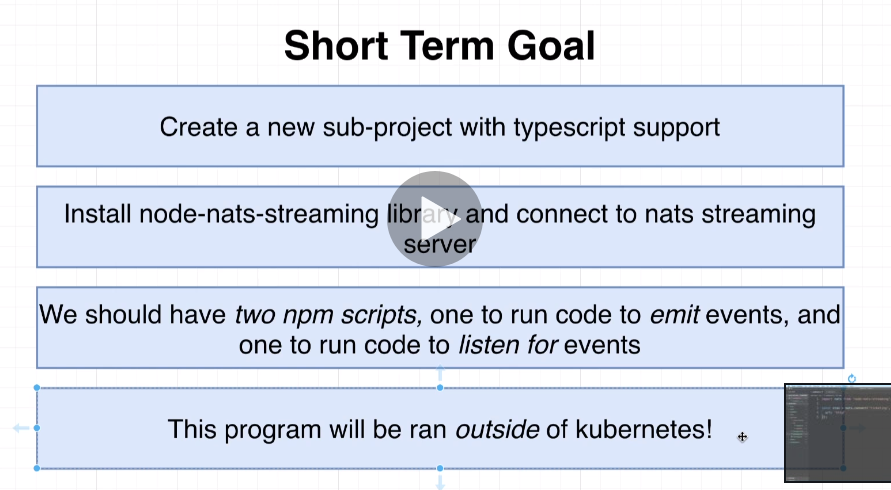 Short Term Goal
Create a new sub-project with typescript support
Install node-nats-streaming library and connect to nats streaming
server
We should have two npm scripts, one to run code to emit events, and
one to run code to listen for events
This program will be ran outside of kubernetes!